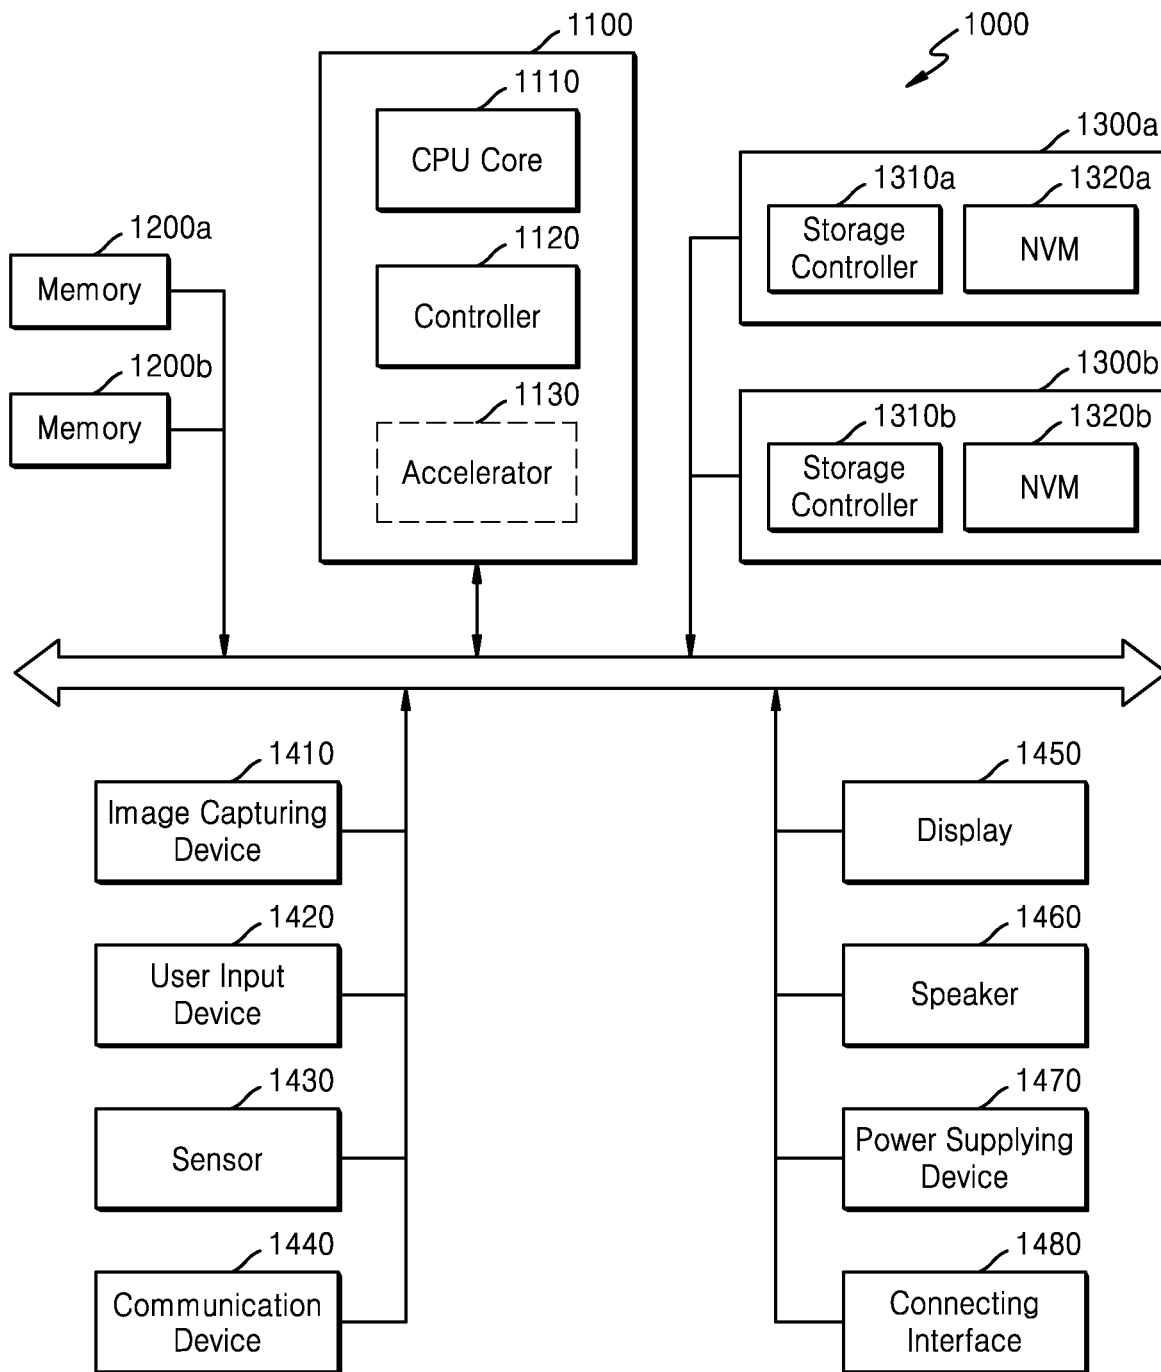 1000
1100
1110
CPU Core
1120
Controller
1130
Accelerator
1200a
Memory
1200b
Memory
1300a
1310a
Storage
Controller
1320a
NVM
1300b
1310b
Storage
Controller
1320b
NVM
1410
Image Capturing
Device
1420
User Input
Device
1430
Sensor
1440
Communication
Device
1450
Display
1460
Speaker
1470
Power Supplying
Device
1480
Connecting
Interface